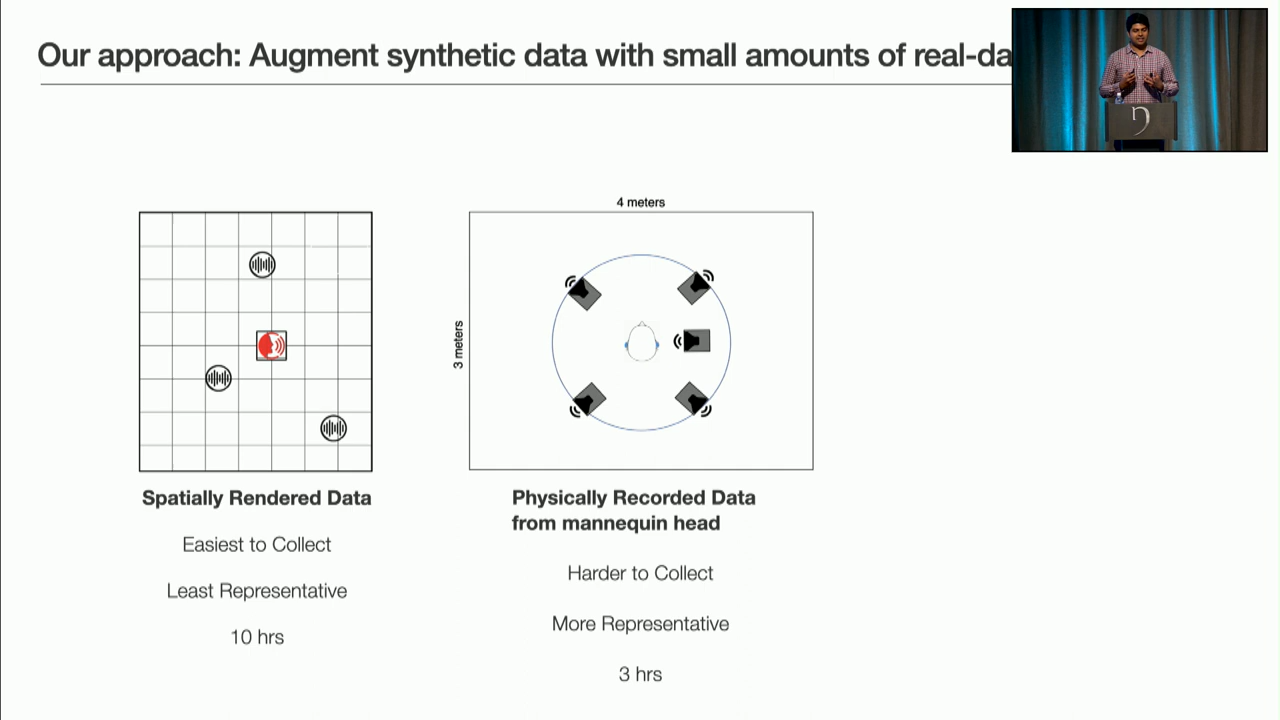 Our approach: Augment synthetic data with small amounts of real-da
4 meters
3 meters
Spatially Rendered Data
Easiest to Collect
Least Representative
10 hrs
Physically Recorded Data
from mannequin head
Harder to Collect
More Representative
3 hrs